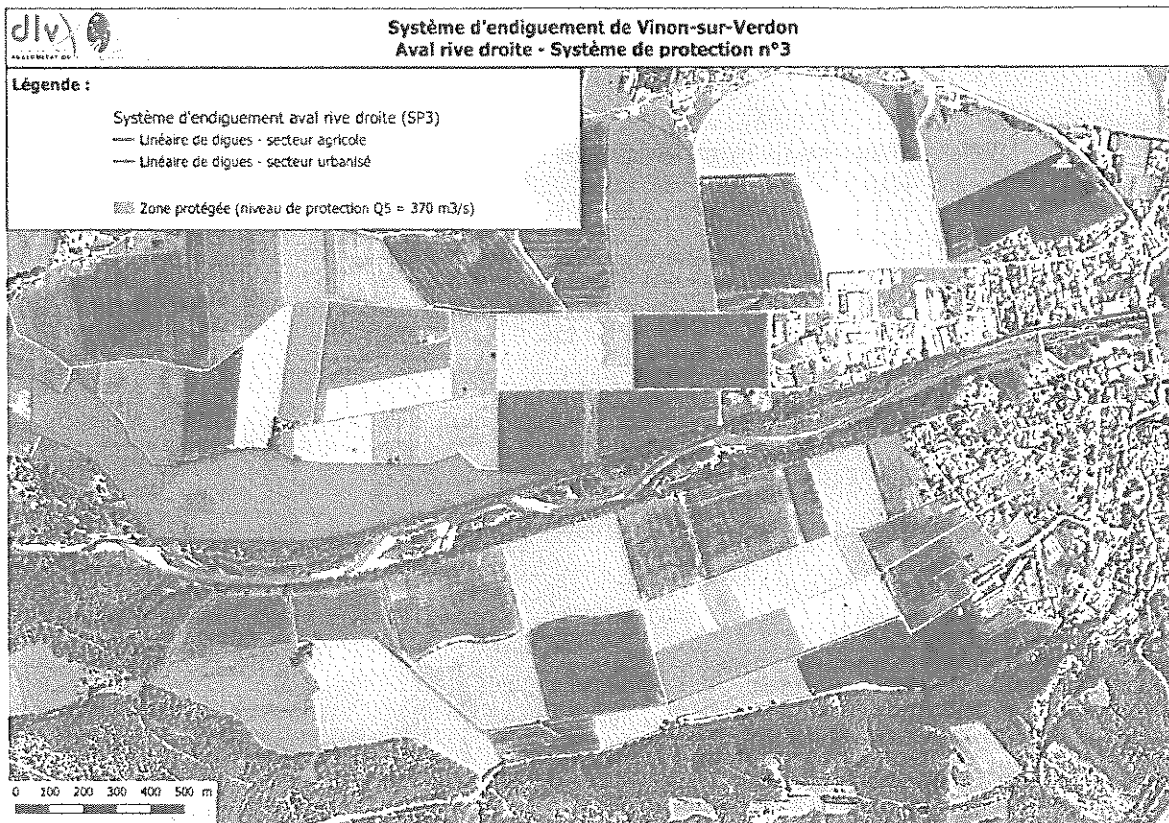 dlv
Système d'endiguement de Vinon-sur-Verdon
Aval rive droite - Système de protection n°3
Légende :
Système d'endiguement aval rive droite (SP3)
Linéaire de digues - secteur agricole
Linéaire de digues - secteur urbanisé
Zone protégée (niveau de protection Q5 = 370 m3/s)
0 100 200 300 400 500 m